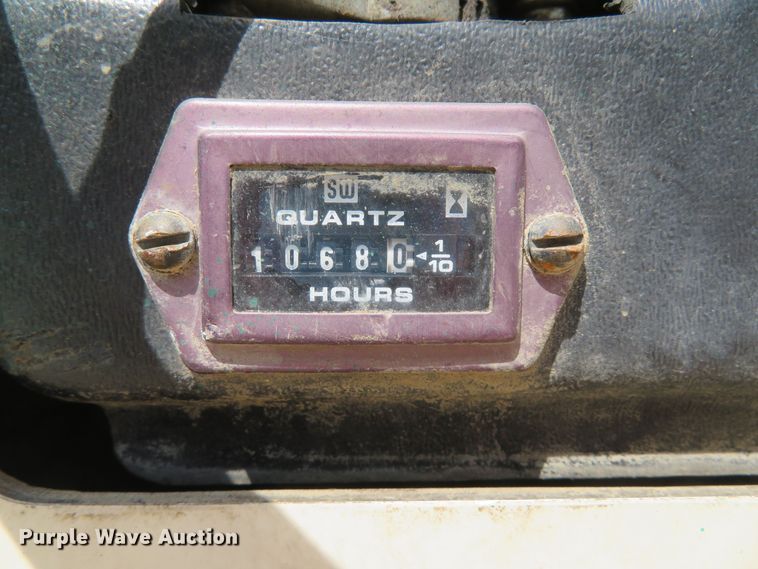 SW
QUARTZ
1 0 6 8 0 ◄ 1/10
HOURS
Purple Wave Auction